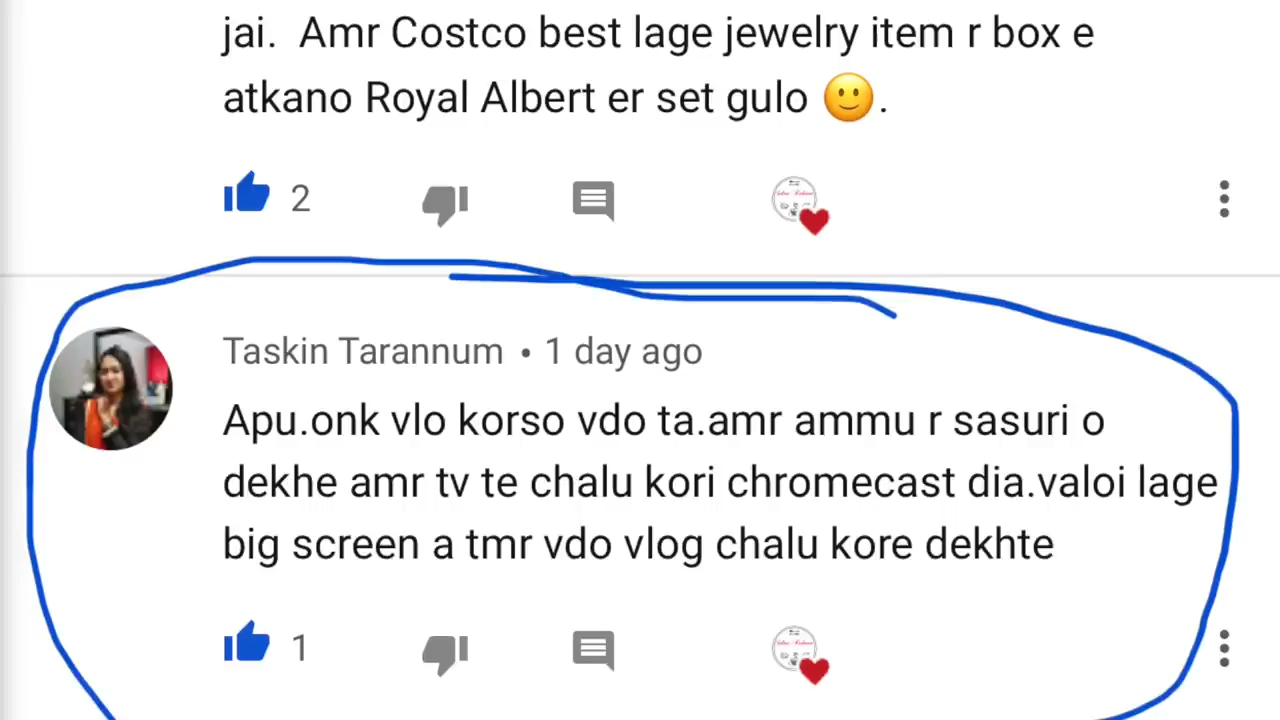 jai. Amr Costco best lage jewelry item r box e
atkano Royal Albert er set gulo 🙂.
2
Taskin Tarannum • 1 day ago
Apu.onk vlo korso vdo ta.amr ammu r sasuri o
dekhe amr tv te chalu kori chromecast dia.valoi lage
big screen a tmr vdo vlog chalu kore dekhte
1